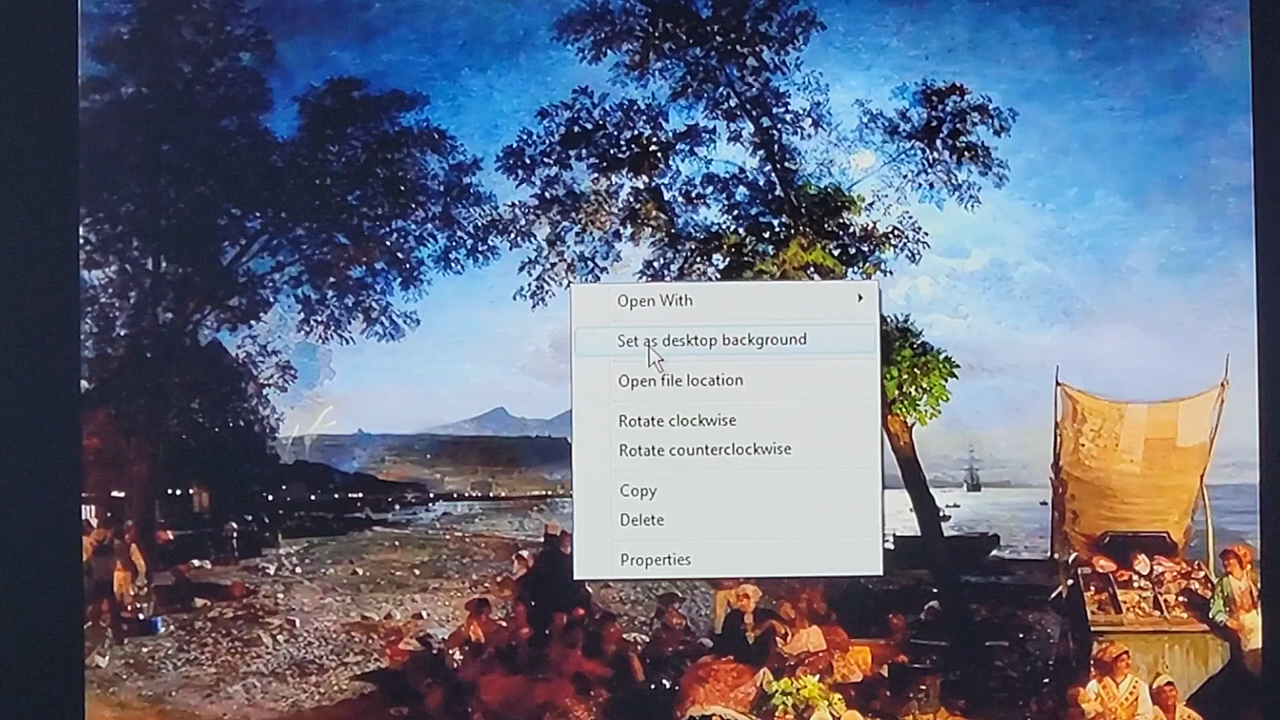 Open With
Set as desktop background
Open file location
Rotate clockwise
Rotate counterclockwise
Copy
Delete
Properties